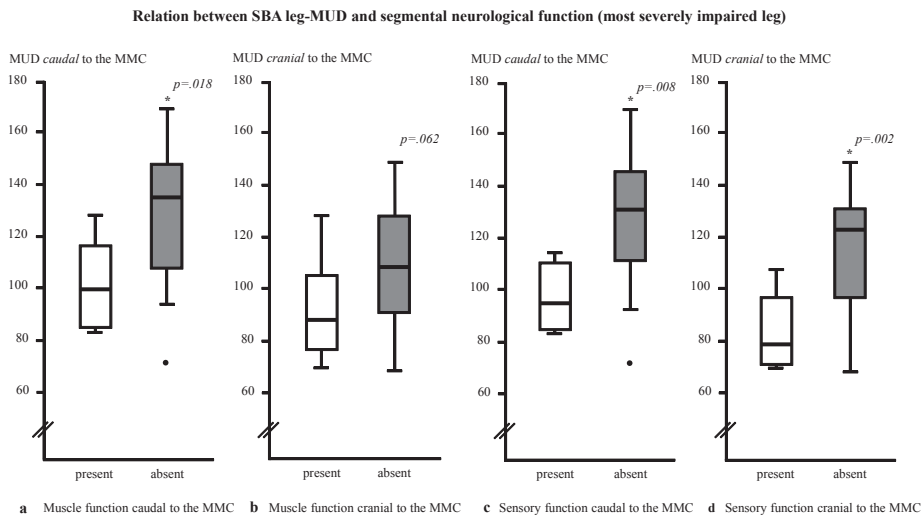 Relation between SBA leg-MUD and segmental neurological function (most severely impaired leg)
MUD caudal to the MMC
180
160
140
120
100
80
60
*
p=.018
present
absent
a Muscle function caudal to the MMC
MUD cranial to the MMC
180
160
140
120
100
80
60
p=.062
present
absent
b Muscle function cranial to the MMC
MUD caudal to the MMC
180
160
140
120
100
80
60
*
p=.008
present
absent
c Sensory function caudal to the MMC
MUD cranial to the MMC
180
160
140
120
100
80
60
*
p=.002
present
absent
d Sensory function cranial to the MMC